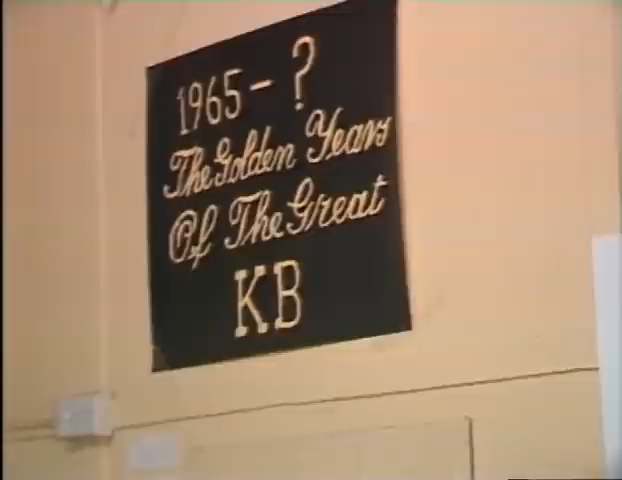 1965-?
The Golden Years
Of The Great
KB